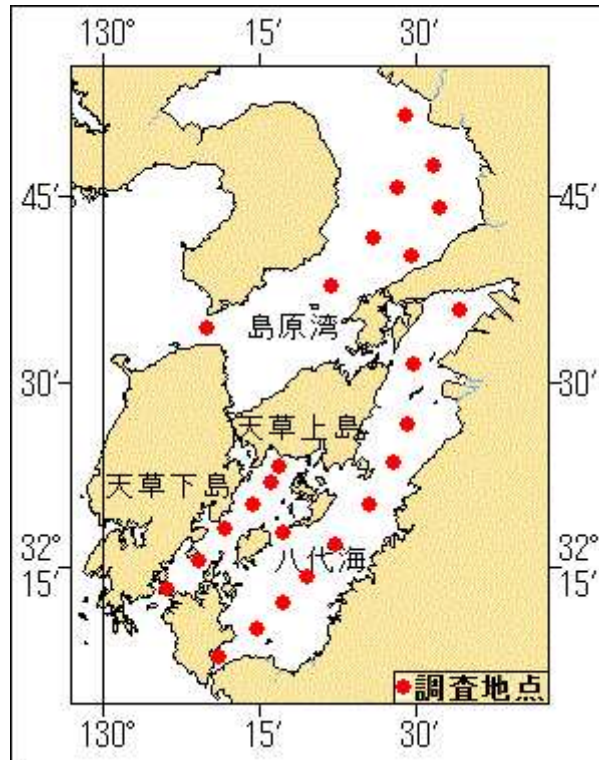 130° 15′ 30′
45′ 45′
島原湾
30′ 30′
天草上島
天草下島
32° 32°
八代海
15′ 15′
調査地点
130° 15′ 30′